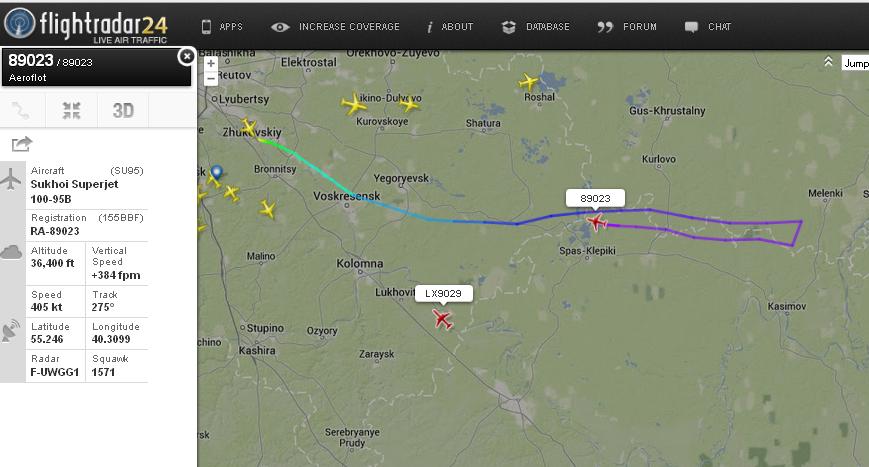 flightradar24
LIVE AIR TRAFFIC
APPS
INCREASE COVERAGE
ABOUT
DATABASE
FORUM
CHAT
89023 / 89023
Aeroflot
3D
Aircraft (SU95)
Sukhoi Superjet
100-95B
Registration (155BBF)
RA-89023
Altitude
36,400 ft
Vertical
Speed
+384 fpm
Speed
405 kt
Track
275°
Latitude
55.246
Longitude
40.3099
Radar
F-UWGG1
Squawk
1571
+
−
Jump
Balashikha
Reutov
Elektrostal
Orekhovo-Zuyevo
Lyubertsy
Likino-Dulyovo
Kurovskoye
Roshal
Shatura
Gus-Khrustalny
Zhukovskiy
Bronnitsy
Yegoryevsk
Kurlovo
Voskresensk
89023
Melenki
Malino
Kolomna
Spas-Klepiki
Lukhovit
LX9029
Kasimov
Stupino
Ozyory
Kashira
Zaraysk
Serebryanye
Prudy